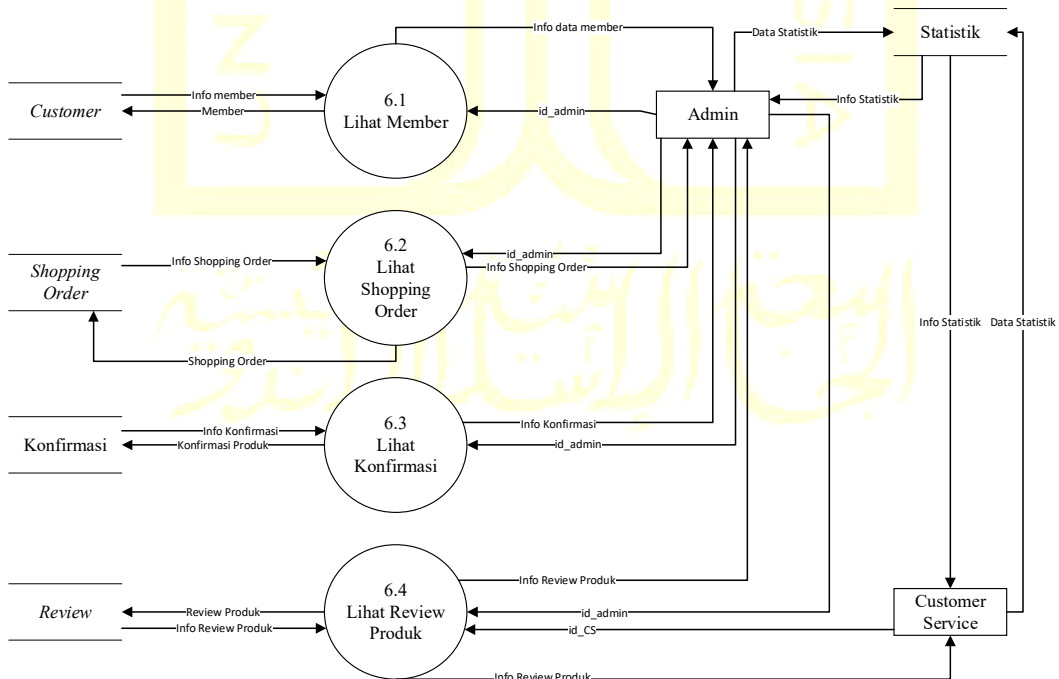 Info data member
Data Statistik
Statistik
Customer
Info member
Member
6.1
Lihat Member
id_admin
Admin
Info Statistik
Shopping
Order
Info Shopping Order
6.2
Lihat
Shopping
Order
id_admin
Info Shopping Order
Shopping Order
Info Statistik
Data Statistik
Konfirmasi
Info Konfirmasi
Konfirmasi Produk
6.3
Lihat
Konfirmasi
Info Konfirmasi
id_admin
Review
Review Produk
Info Review Produk
6.4
Lihat Review
Produk
Info Review Produk
id_admin
id_CS
Customer
Service
Info Review Produk